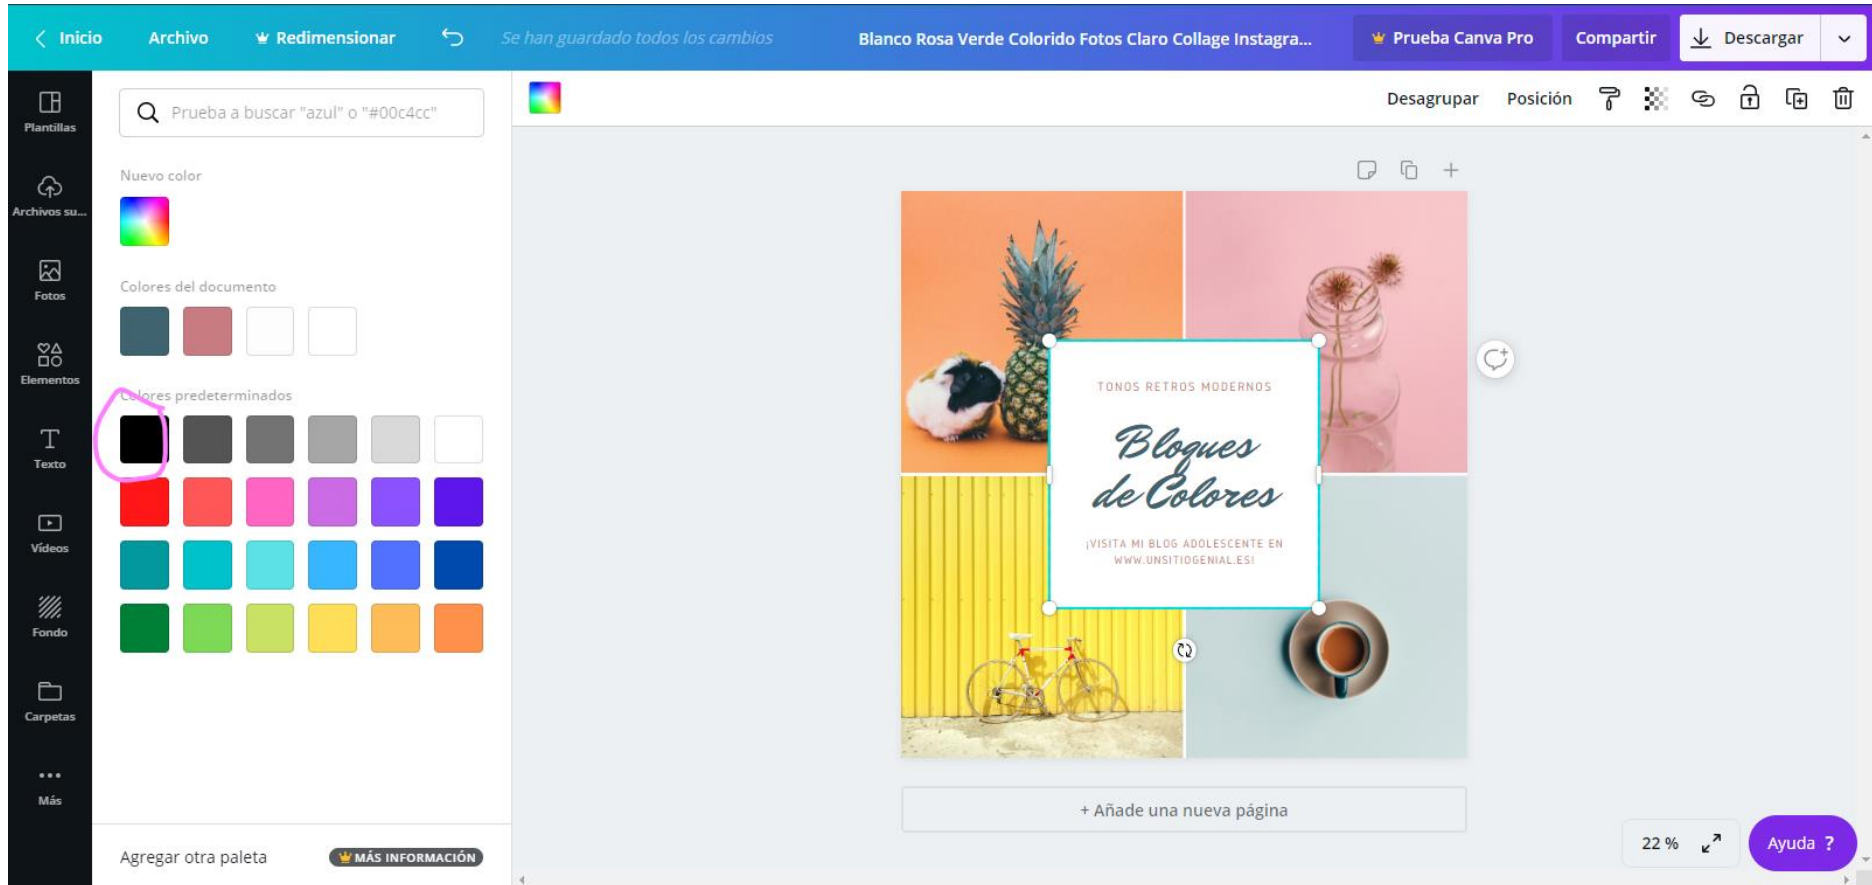 Inicio
Archivo
Redimensionar
Se han guardado todos los cambios
Blanco Rosa Verde Colorido Fotos Claro Collage Instagra...
Prueba Canva Pro
Compartir
Descargar
Plantillas
Archivos su...
Fotos
Elementos
Texto
Vídeos
Fondo
Carpetas
Más
Prueba a buscar "azul" o "#00c4cc"
Nuevo color
Colores del documento
Colores predeterminados
Agregar otra paleta
MÁS INFORMACIÓN
Desagrupar
Posición
TONOS RETROS MODERNOS
Bloques
de Colores
¡VISITA MI BLOG ADOLESCENTE EN
WWW.UNSITIOGENIAL.ES!
+ Añade una nueva página
22 %
Ayuda ?